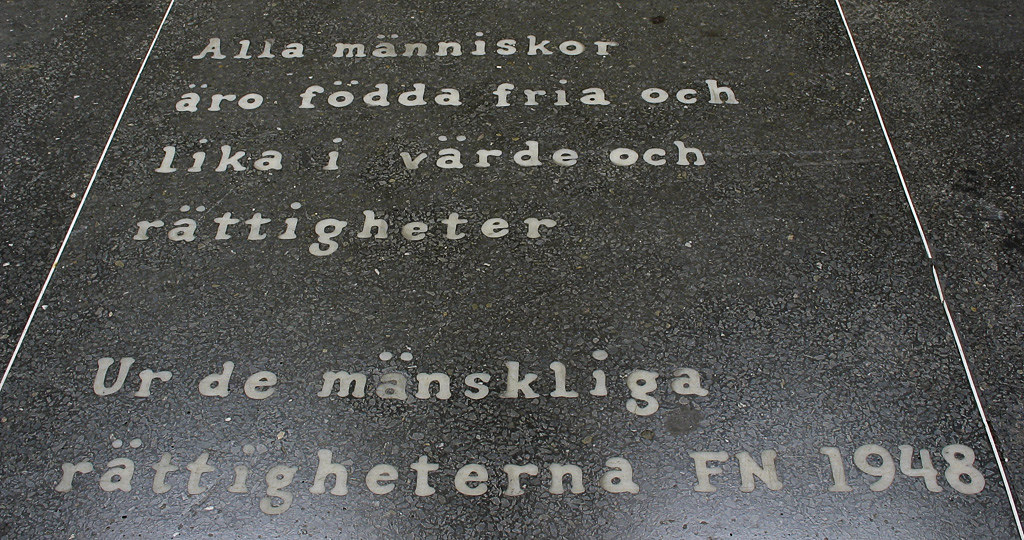 Alla människor
äro födda fria och
lika i värde och
rättigheter
Ur de mänskliga
rättigheterna FN 1948